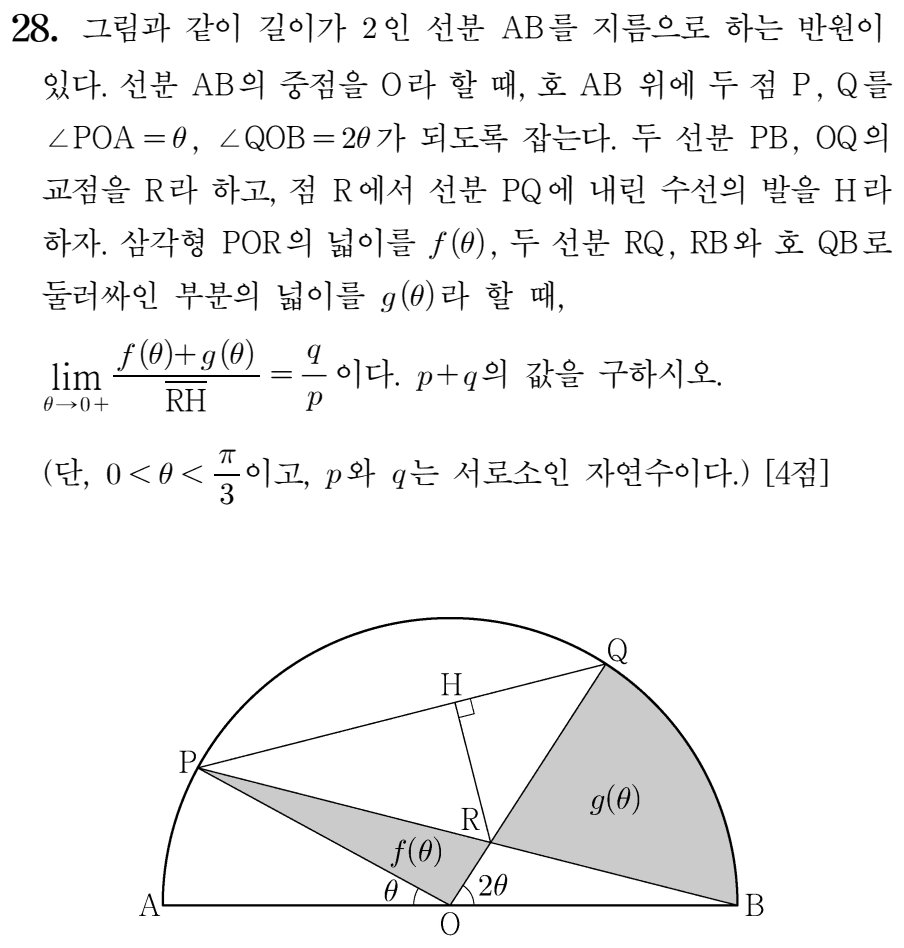 28. 그림과 같이 길이가 2인 선분 AB를 지름으로 하는 반원이
있다. 선분 AB의 중점을 O라 할 때, 호 AB 위에 두 점 P, Q를
∠POA=θ, ∠QOB=2θ가 되도록 잡는다. 두 선분 PB, OQ의
교점을 R라 하고, 점 R에서 선분 PQ에 내린 수선의 발을 H라
하자. 삼각형 POR의 넓이를 f(θ), 두 선분 RQ, RB와 호 QB로
둘러싸인 부분의 넓이를 g(θ)라 할 때,
lim_{θ→0+} \frac{f(θ)+g(θ)}{\overline{RH}} = \frac{q}{p} 이다. p+q의 값을 구하시오.
(단, 0<θ<\frac{π}{3}이고, p와 q는 서로소인 자연수이다.) [4점]
Q
H
P
g(θ)
R
f(θ)
θ
2θ
A
O
B